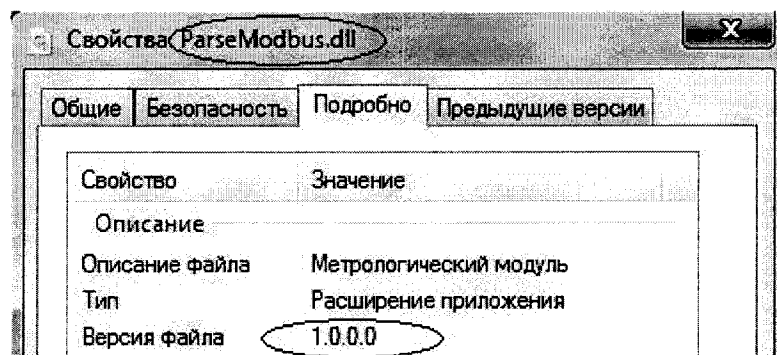 Свойства: ParseModbus.dll
Общие Безопасность Подробно Предыдущие версии
Свойство Значение
Описание
Описание файла Метрологический модуль
Тип Расширение приложения
Версия файла 1.0.0.0